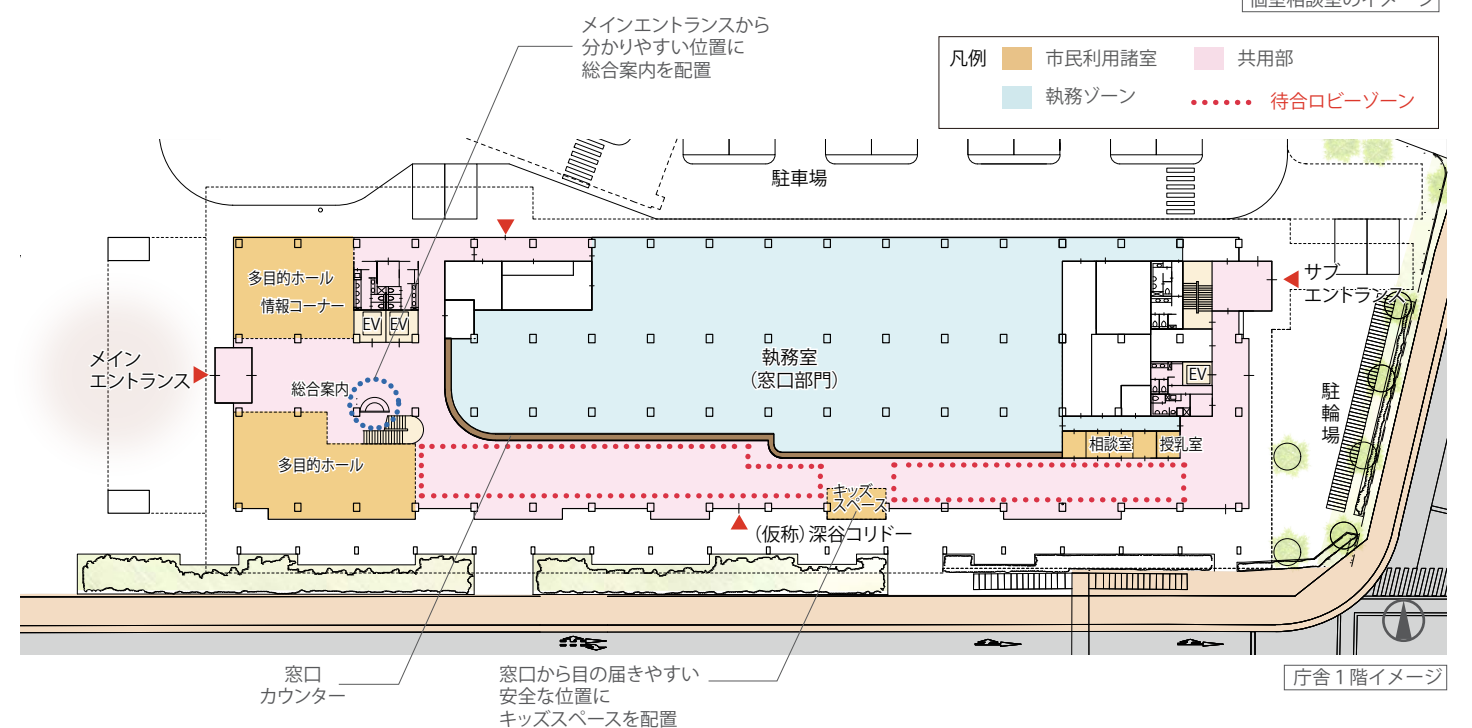 個室相談室のイメージ
メインエントランスから
分かりやすい位置に
総合案内を配置
凡例
市民利用諸室
共用部
執務ゾーン
待合ロビーゾーン
駐車場
多目的ホール
情報コーナー
EV
EV
サブ
エントランス
メイン
エントランス
総合案内
執務室
(窓口部門)
EV
駐輪場
多目的ホール
相談室
授乳室
キッズ
スペース
(仮称)深谷コリドー
窓口
カウンター
窓口から目の届きやすい
安全な位置に
キッズスペースを配置
庁舎1階イメージ